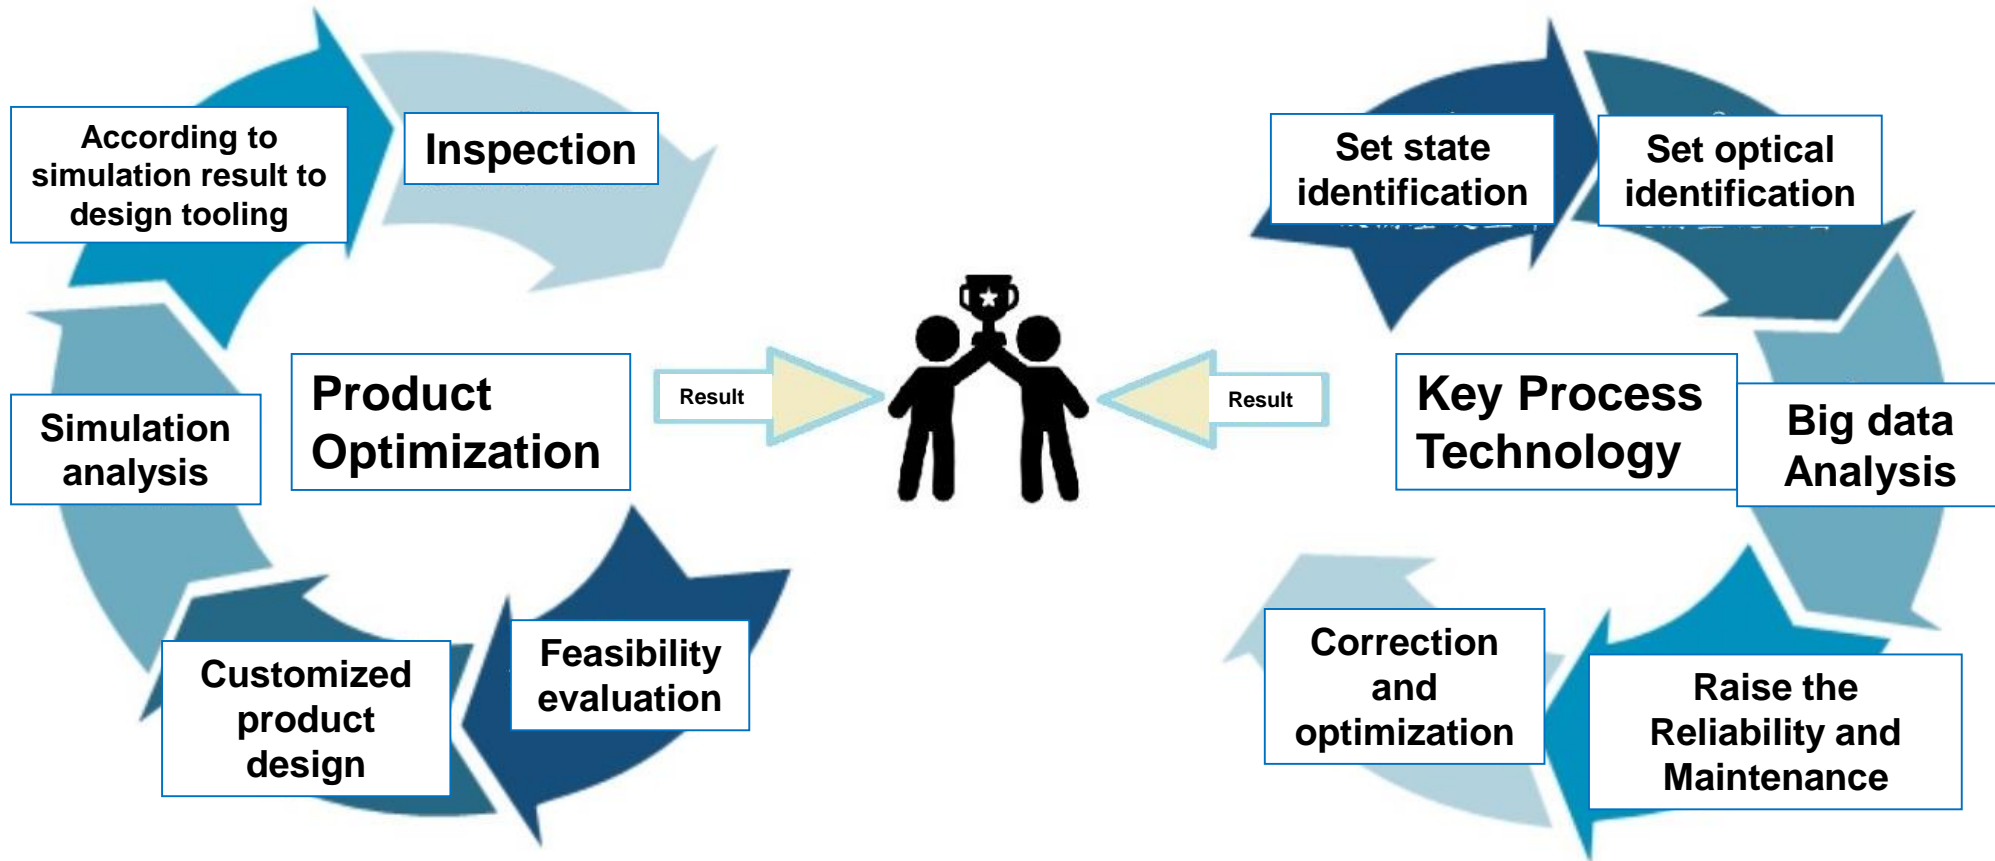 According to
simulation result to
design tooling
Inspection
Simulation
analysis
Product
Optimization
Customized
product
design
Feasibility
evaluation
Result
Result
Set state
identification
Set optical
identification
Key Process
Technology
Big data
Analysis
Correction
and
optimization
Raise the
Reliability and
Maintenance